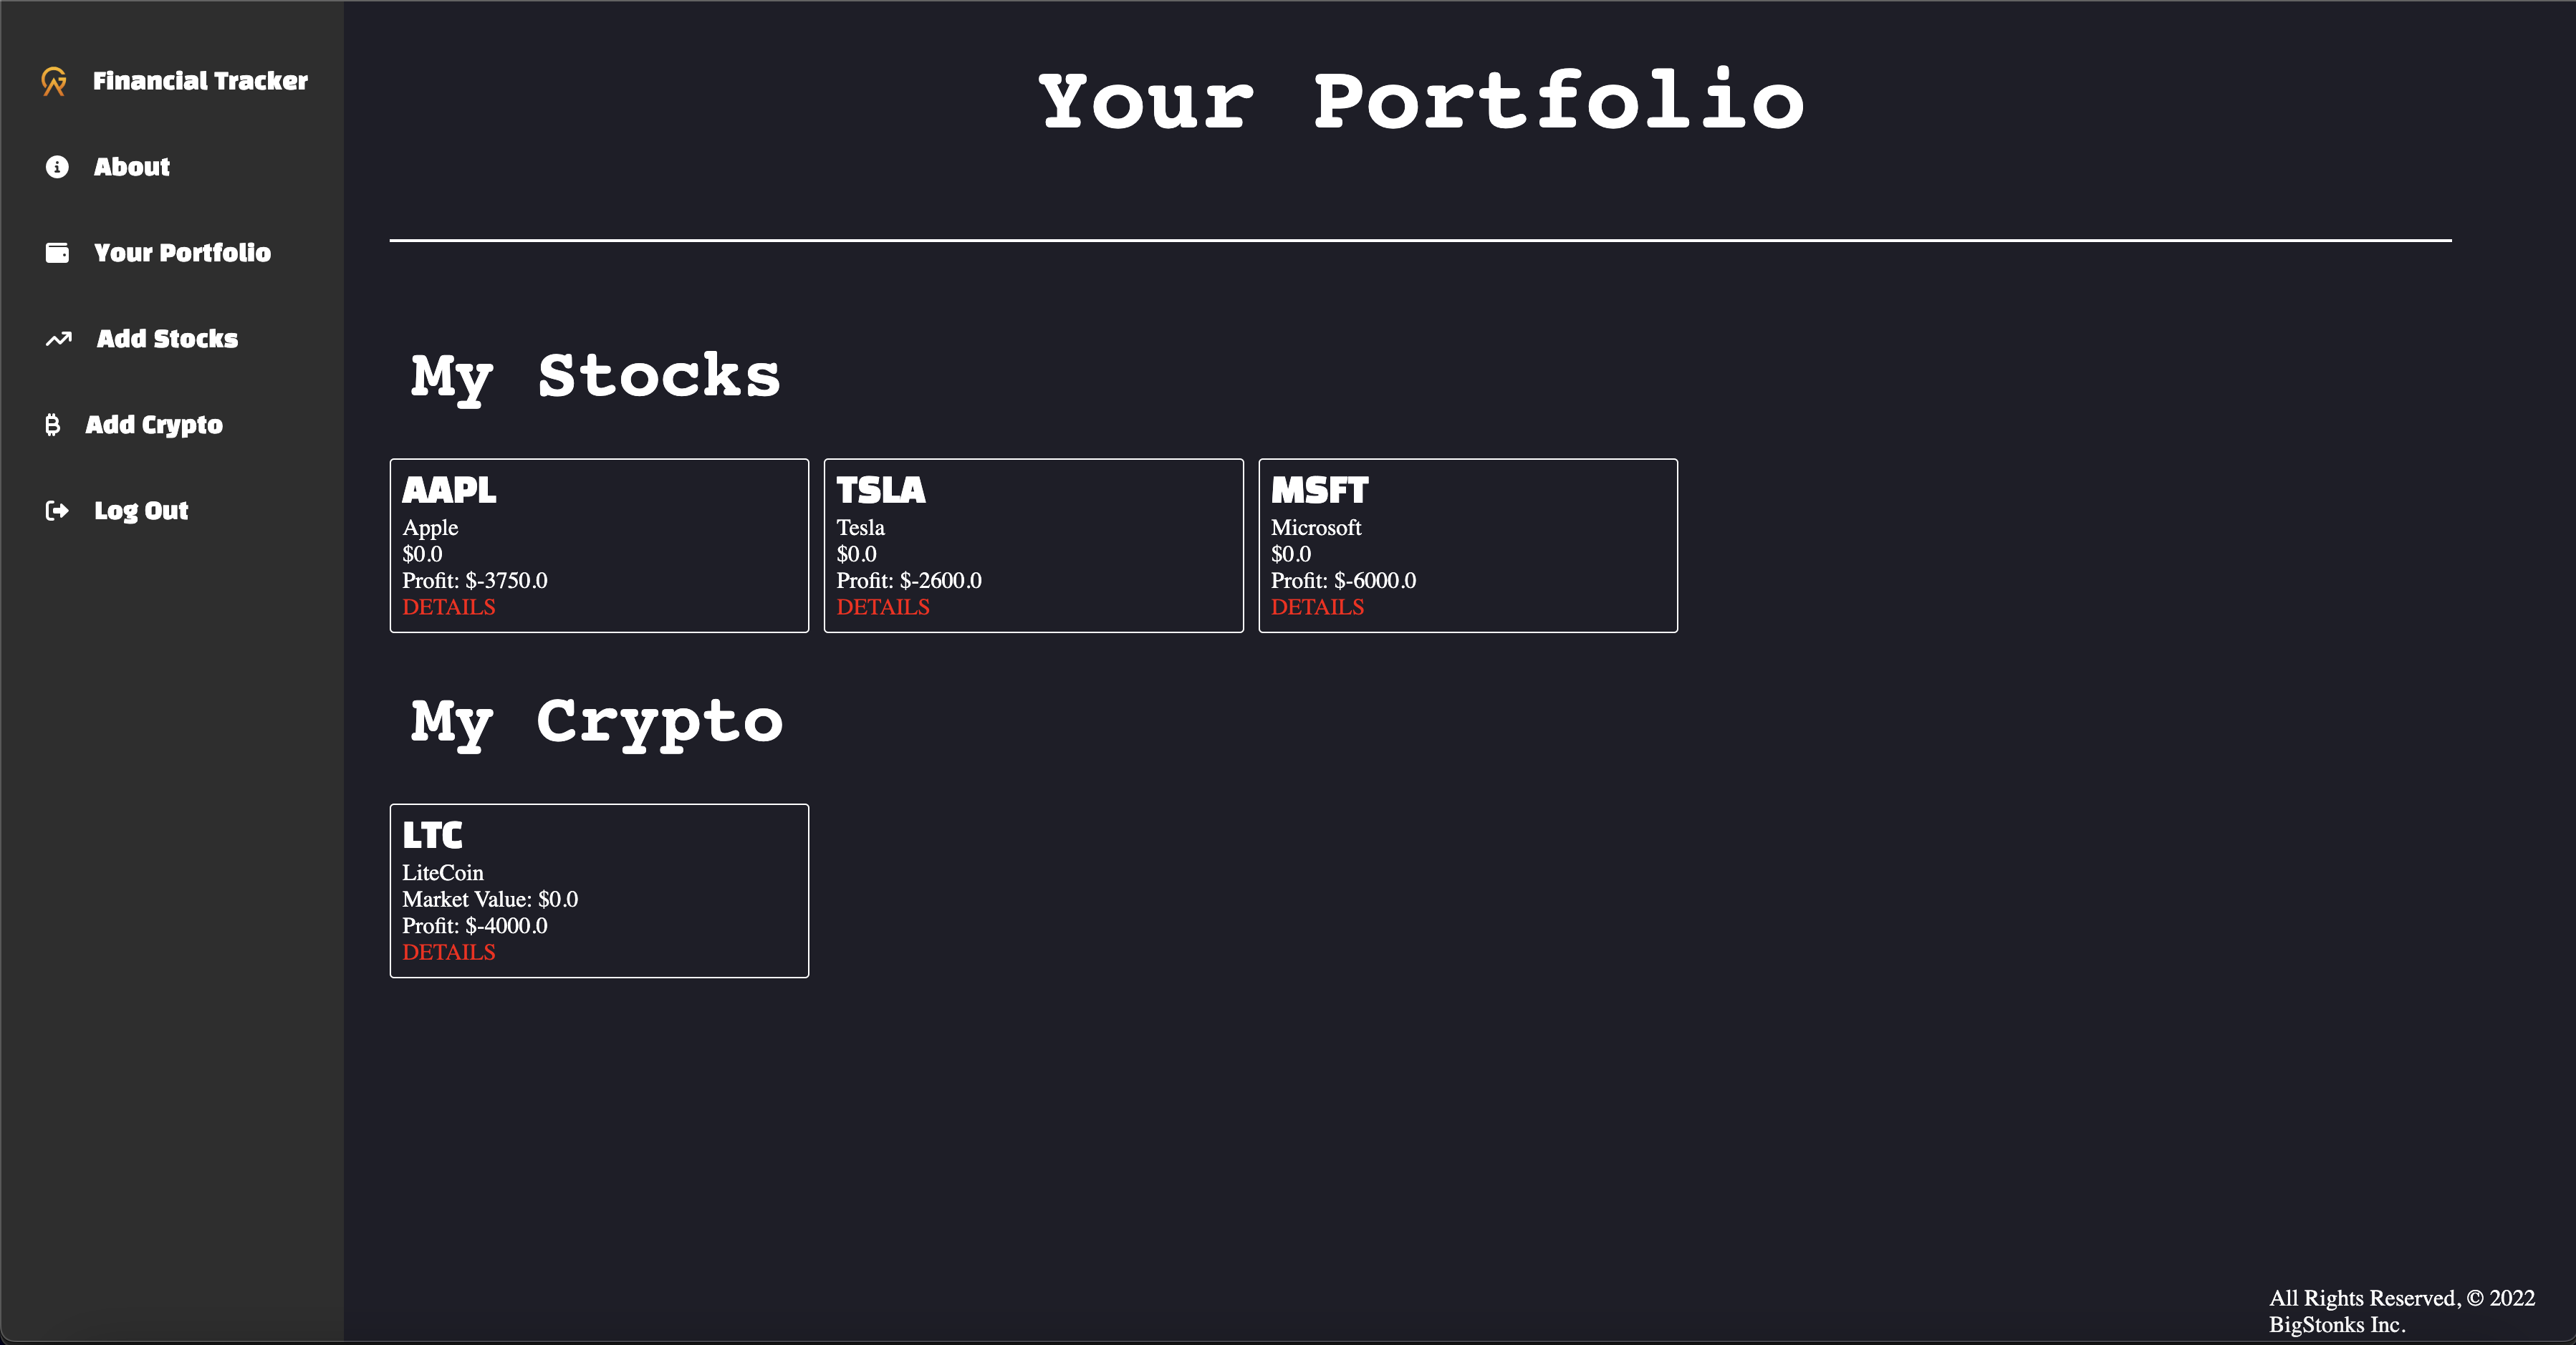 Financial Tracker
About
Your Portfolio
Add Stocks
Add Crypto
Log Out
Your Portfolio
My Stocks
AAPL
Apple
$0.0
Profit: $-3750.0
DETAILS
TSLA
Tesla
$0.0
Profit: $-2600.0
DETAILS
MSFT
Microsoft
$0.0
Profit: $-6000.0
DETAILS
My Crypto
LTC
LiteCoin
Market Value: $0.0
Profit: $-4000.0
DETAILS
All Rights Reserved, © 2022
BigStonks Inc.